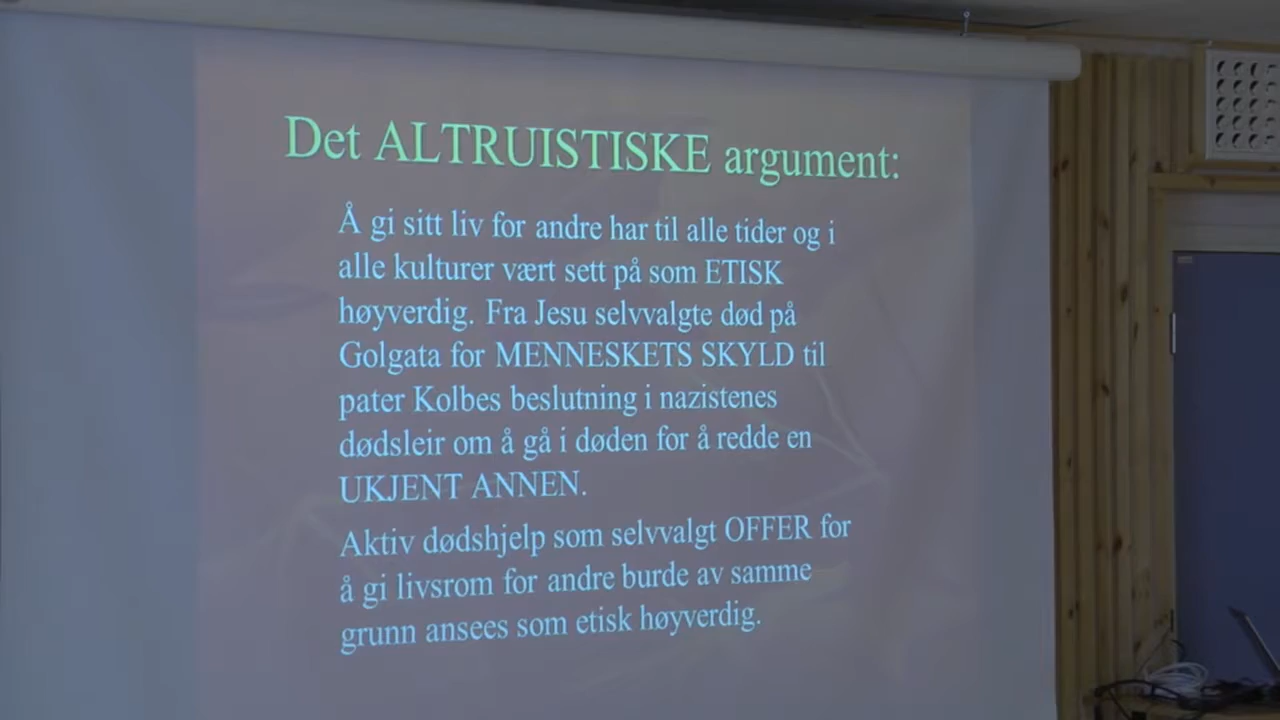 Det ALTRUISTISKE argument:
Å gi sitt liv for andre har til alle tider og i
alle kulturer vært sett på som ETISK
høyverdig. Fra Jesu selvvalgte død på
Golgata for MENNESKETS SKYLD til
pater Kolbes beslutning i nazistenes
dødsleir om å gå i døden for å redde en
UKJENT ANNEN.
Aktiv dødshjelp som selvvalgt OFFER for
å gi livsrom for andre burde av samme
grunn ansees som etisk høyverdig.